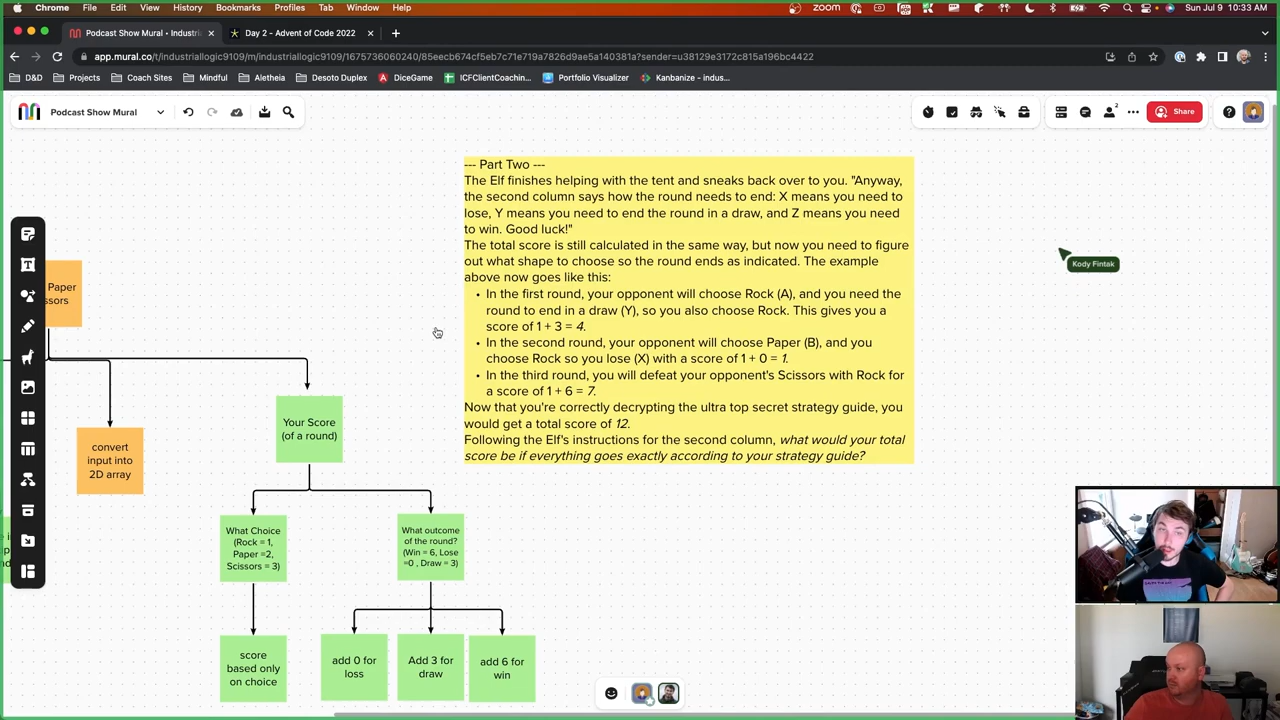 Chrome File Edit View History Bookmarks Profiles Tab Window Help zoom Sun Jul 9 10:33 AM
Podcast Show Mural • Industri Day 2 - Advent of Code 2022
app.mural.co/t/industriallogic9109/m/industriallogic9109/1675736060240/85eecb674cf5eb7c71e719a7826d9ae5a140381a?sender=u38129e3172c815a196bc4422
D&D Projects Coach Sites Mindful Aletheia Desoto Duplex DiceGame ICFClientCoachin... Portfolio Visualizer Kanbanize - indus...
Podcast Show Mural 2 Share
--- Part Two ---
The Elf finishes helping with the tent and sneaks back over to you. "Anyway,
the second column says how the round needs to end: X means you need to
lose, Y means you need to end the round in a draw, and Z means you need
to win. Good luck!"
The total score is still calculated in the same way, but now you need to figure
out what shape to choose so the round ends as indicated. The example
above now goes like this:
• In the first round, your opponent will choose Rock (A), and you need the
round to end in a draw (Y), so you also choose Rock. This gives you a
score of 1 + 3 = 4.
• In the second round, your opponent will choose Paper (B), and you
choose Rock so you lose (X) with a score of 1 + 0 = 1.
• In the third round, you will defeat your opponent's Scissors with Rock for
a score of 1 + 6 = 7.
Now that you're correctly decrypting the ultra top secret strategy guide, you
would get a total score of 12.
Following the Elf's instructions for the second column, what would your total
score be if everything goes exactly according to your strategy guide?
Kody Fintak
Paper
ssors
convert
input into
2D array
Your Score
(of a round)
What Choice
(Rock = 1,
Paper =2,
Scissors = 3)
What outcome
of the round?
(Win = 6, Lose
=0 , Draw = 3)
score
based only
on choice
add 0 for
loss
Add 3 for
draw
add 6 for
win